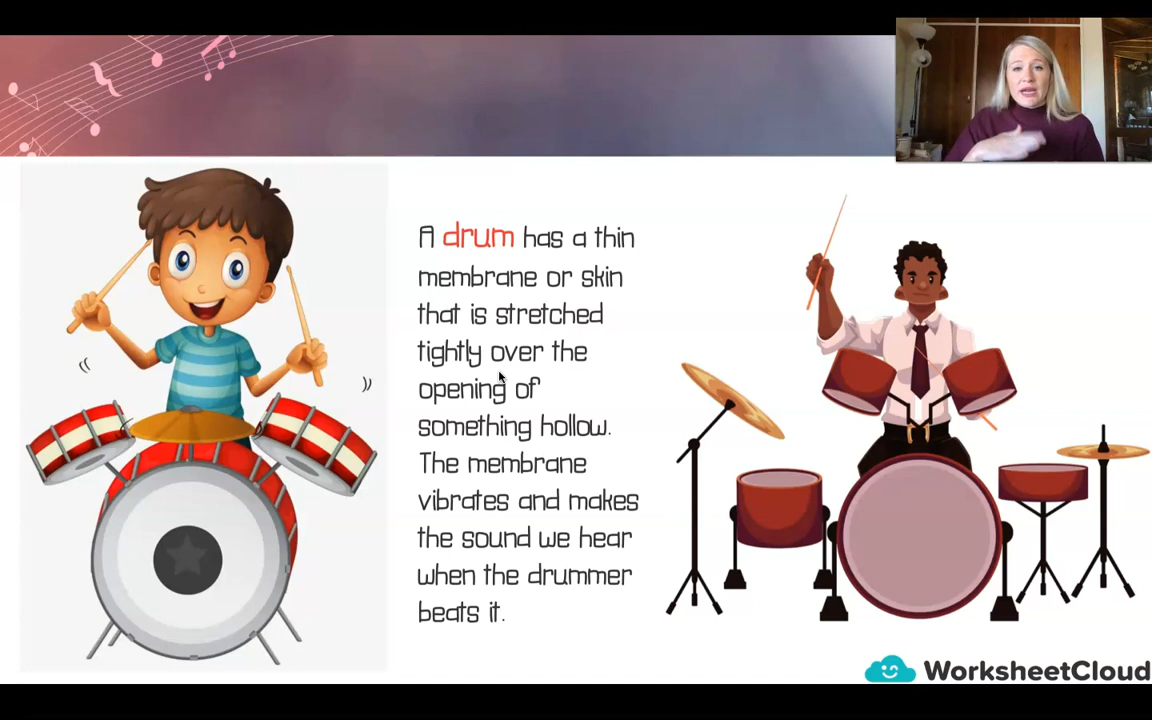 A drum has a thin
membrane or skin
that is stretched
tightly over the
opening of
something hollow.
The membrane
vibrates and makes
the sound we hear
when the drummer
beats it.
WorksheetCloud